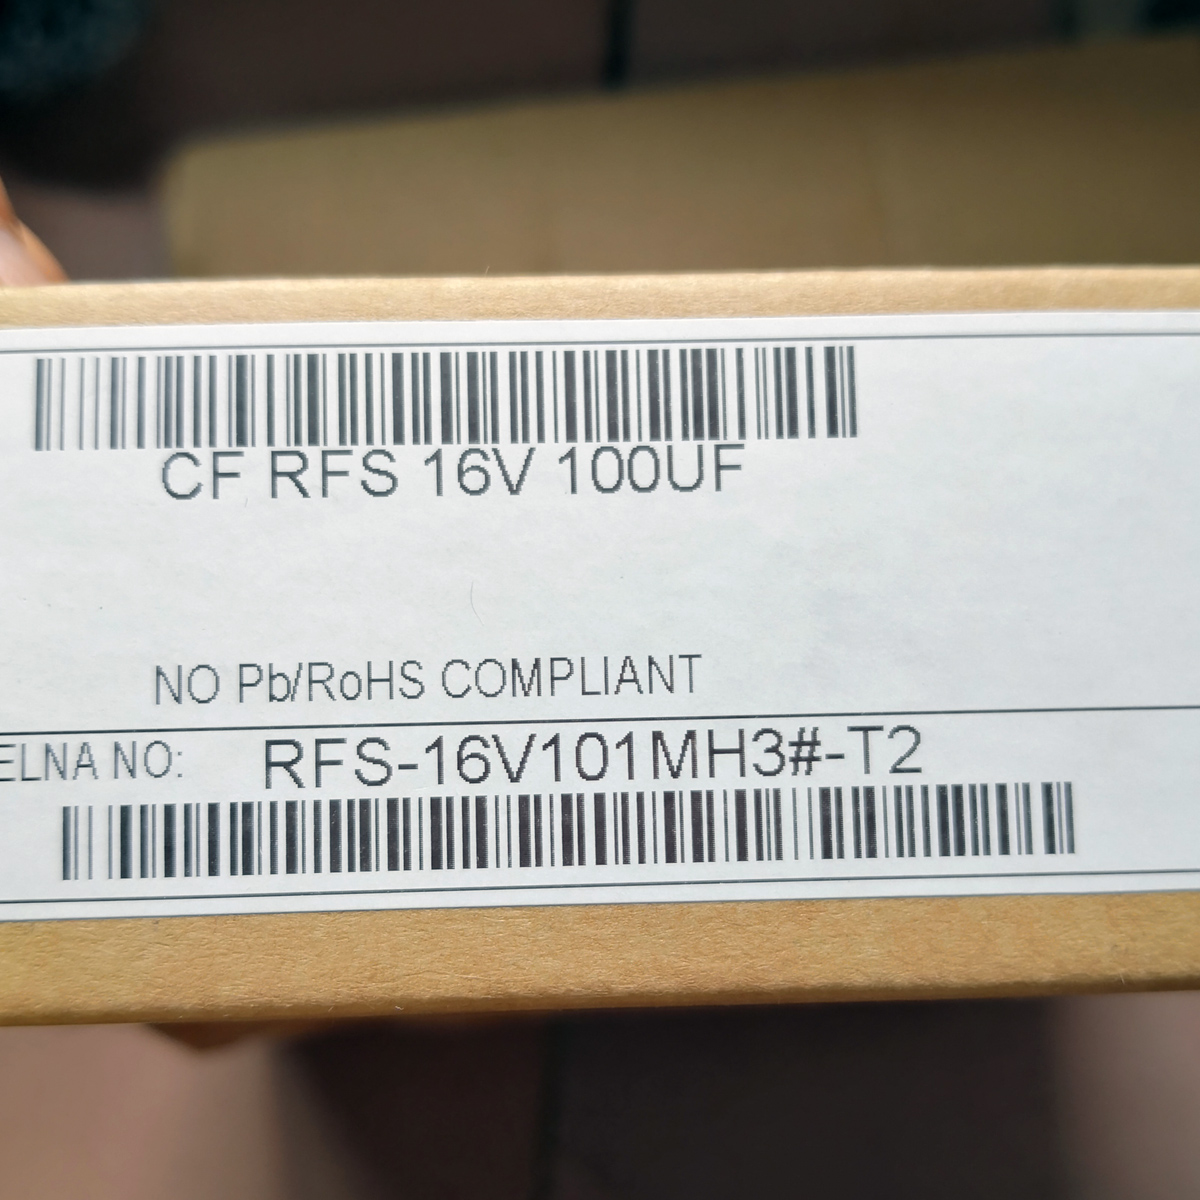 CF RFS 16V 100UF
NO Pb/RoHS COMPLIANT
ELNA NO: RFS-16V101MH3#-T2